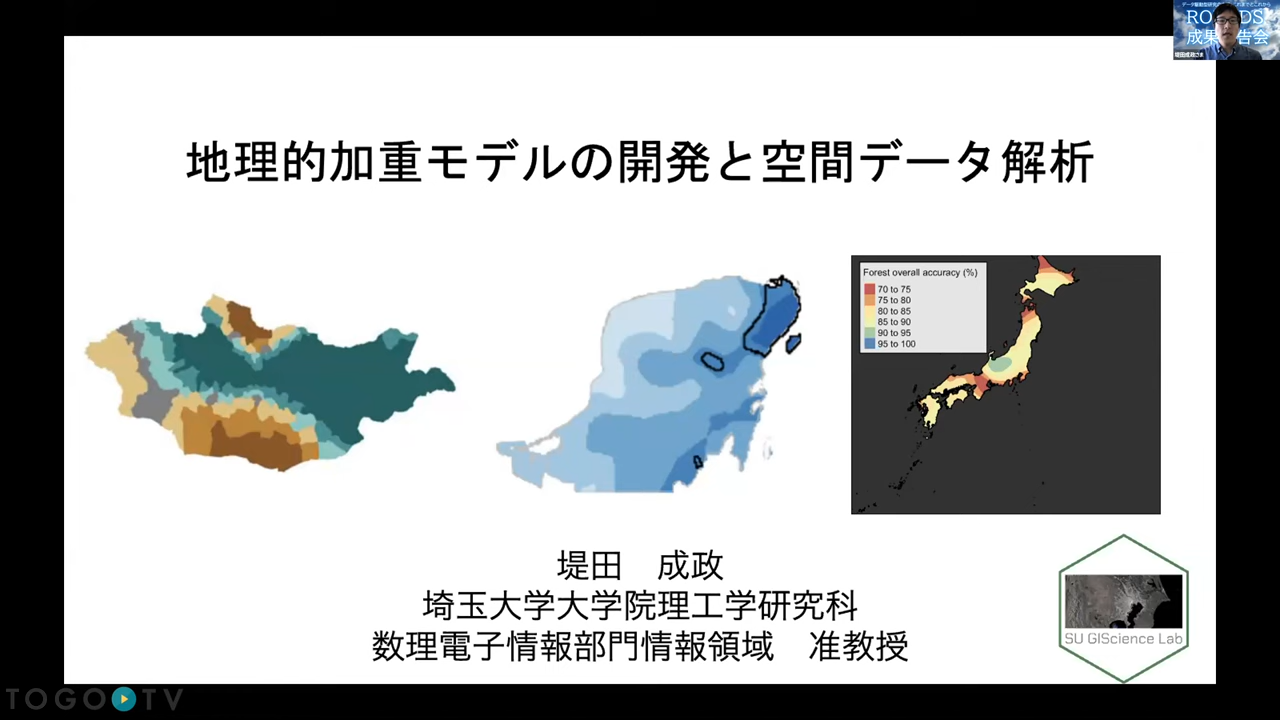 地理的加重モデルの開発と空間データ解析
Forest overall accuracy (%)
70 to 75
75 to 80
80 to 85
85 to 90
90 to 95
95 to 100
堤田 成政
埼玉大学大学院理工学研究科
数理電子情報部門情報領域 准教授
SU GIScience Lab
TOGO TV